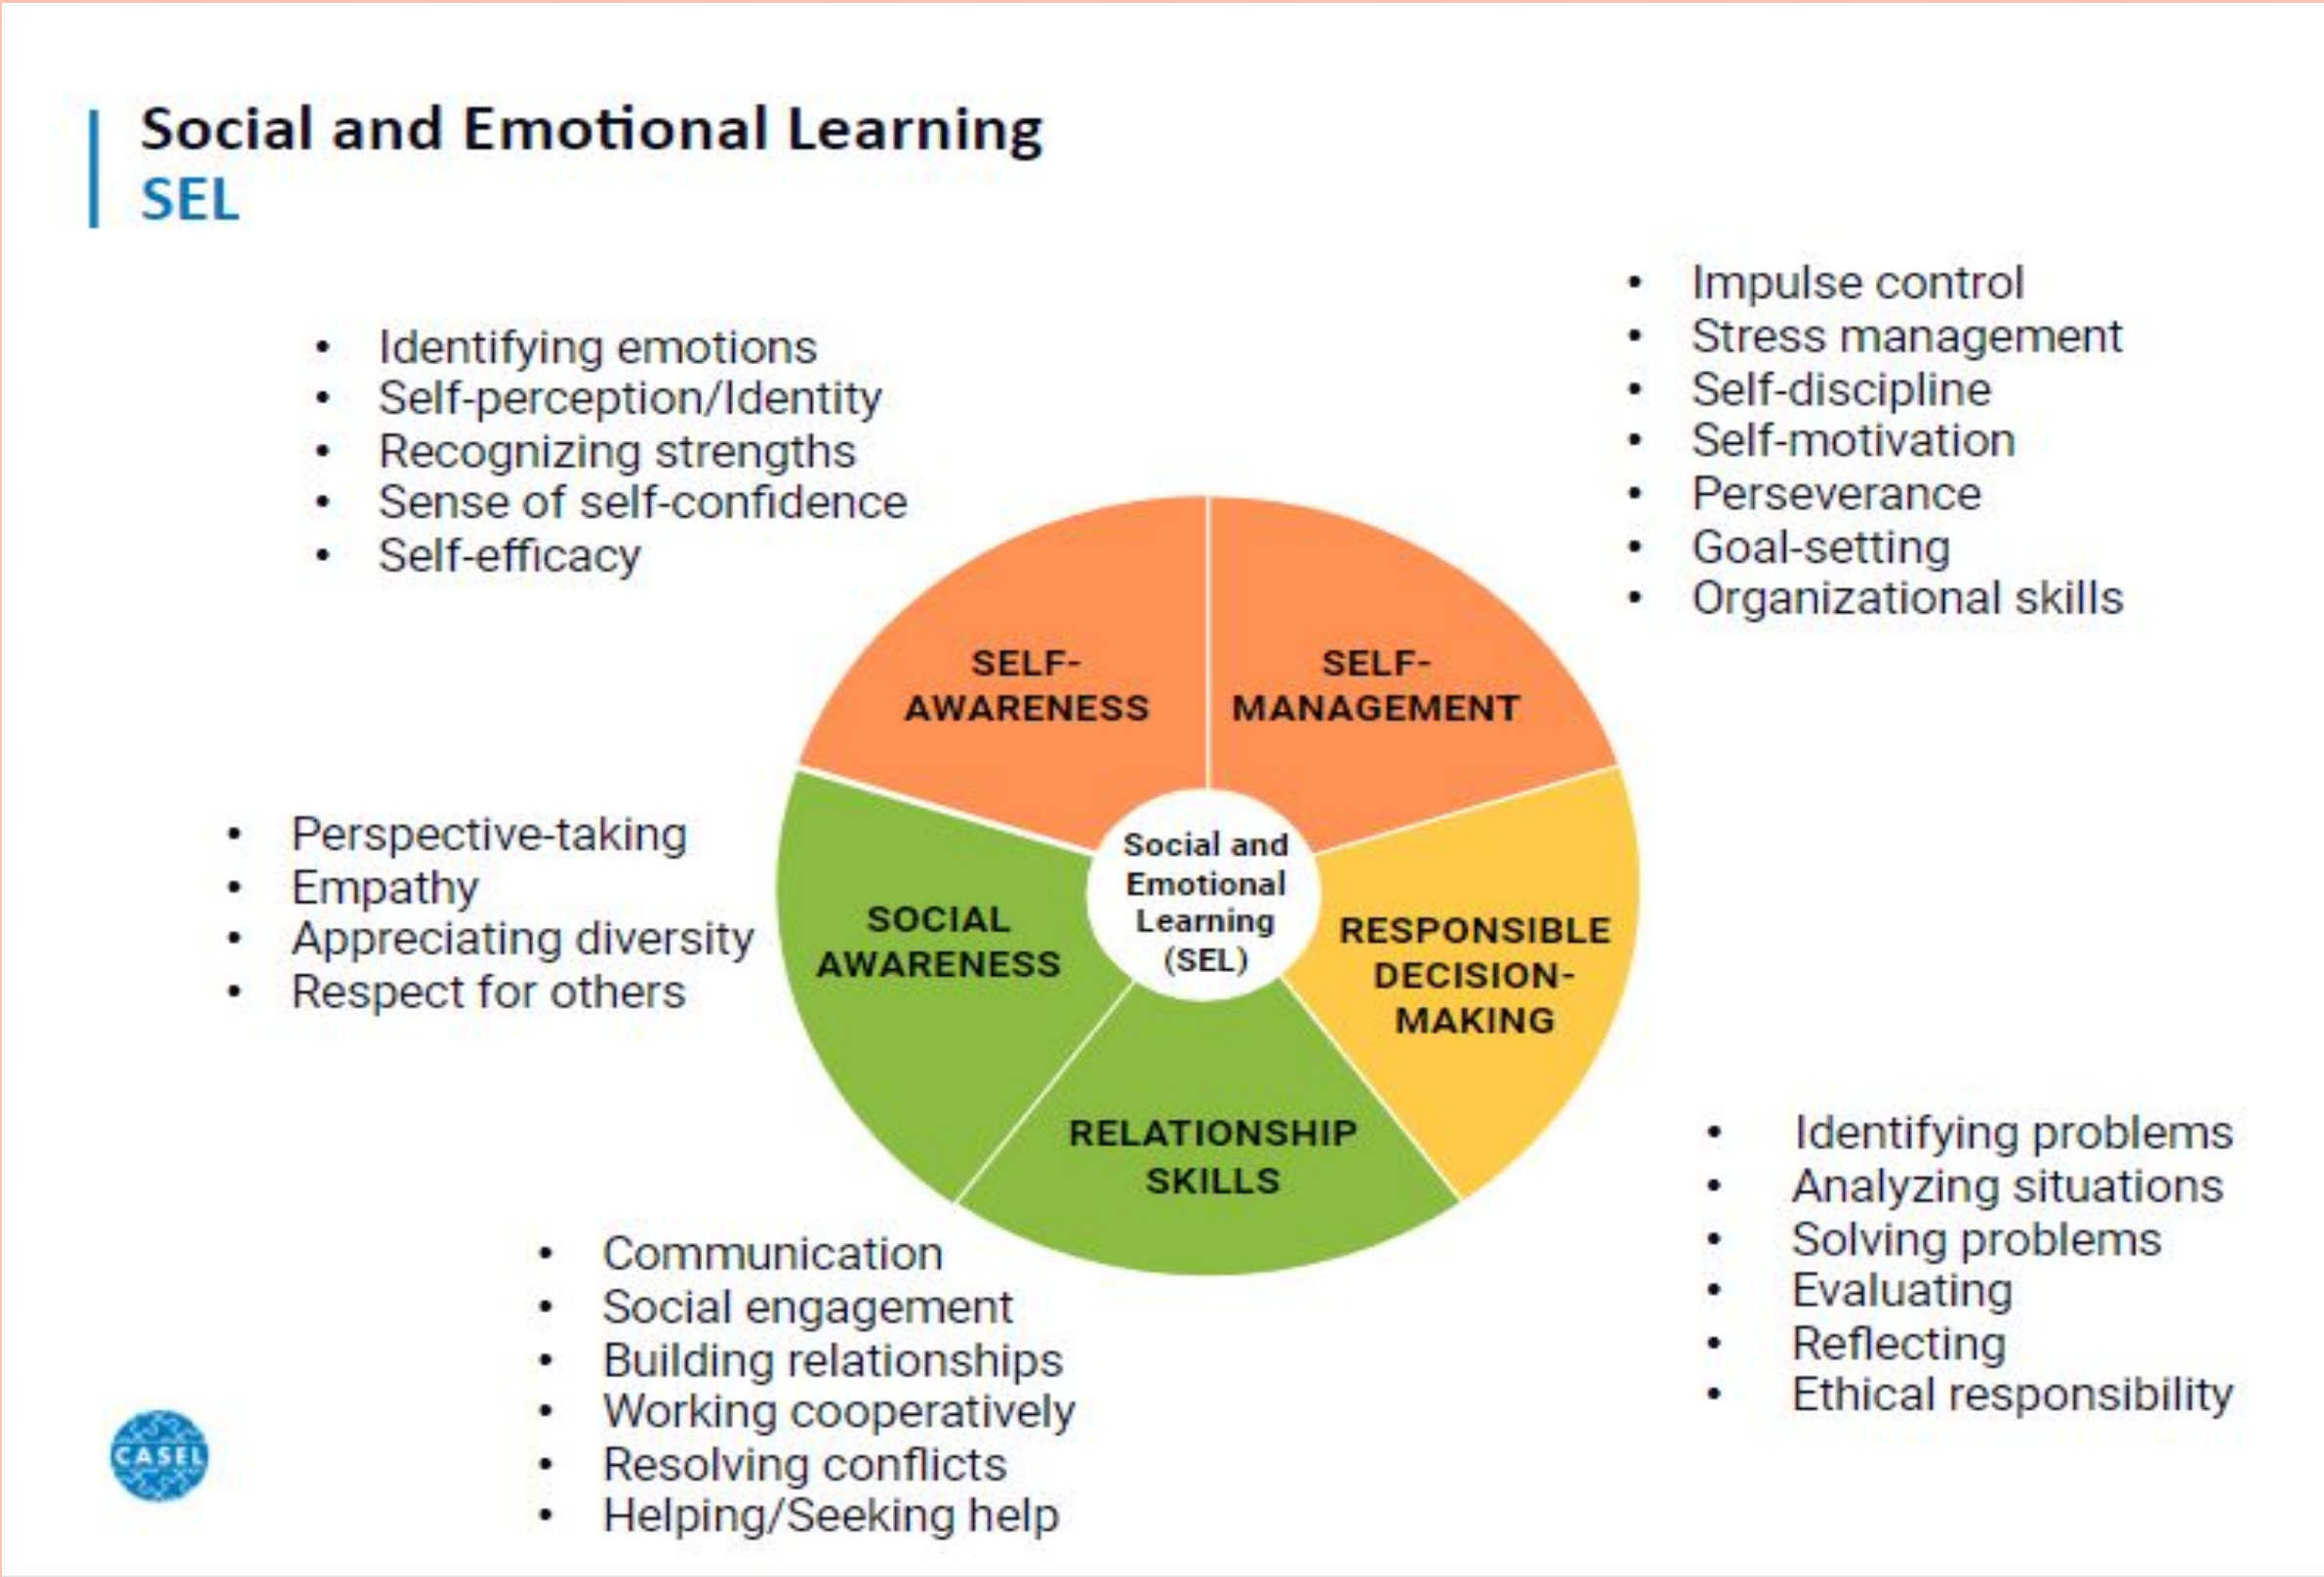 Social and Emotional Learning
SEL
• Identifying emotions
• Self-perception/Identity
• Recognizing strengths
• Sense of self-confidence
• Self-efficacy
• Impulse control
• Stress management
• Self-discipline
• Self-motivation
• Perseverance
• Goal-setting
• Organizational skills
SELF-
AWARENESS
SELF-
MANAGEMENT
• Perspective-taking
• Empathy
• Appreciating diversity
• Respect for others
SOCIAL
AWARENESS
Social and
Emotional
Learning
(SEL)
RESPONSIBLE
DECISION-
MAKING
RELATIONSHIP
SKILLS
• Communication
• Social engagement
• Building relationships
• Working cooperatively
• Resolving conflicts
• Helping/Seeking help
• Identifying problems
• Analyzing situations
• Solving problems
• Evaluating
• Reflecting
• Ethical responsibility
CASEL